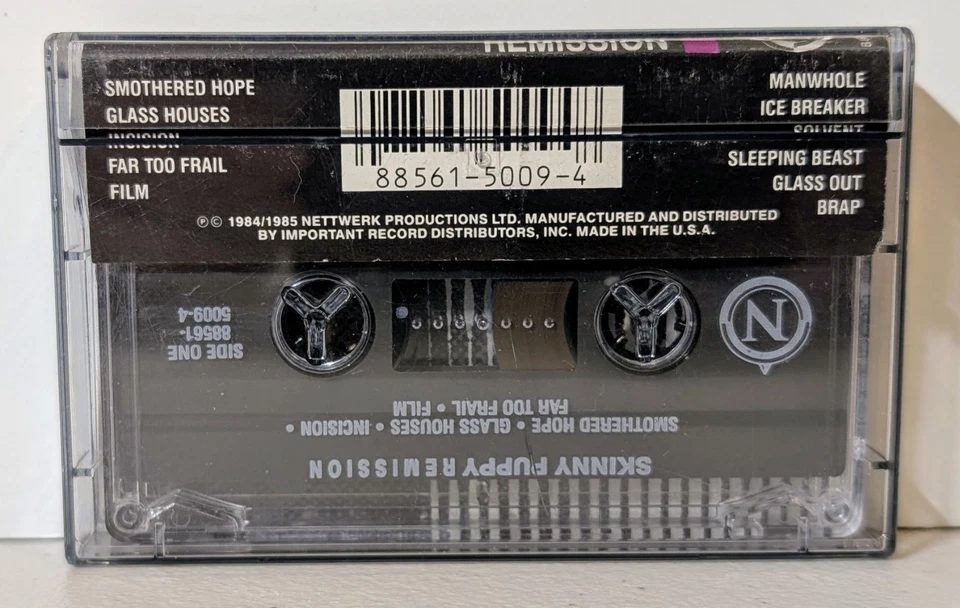 REMISSION
SMOTHERED HOPE
GLASS HOUSES
INCISION
FAR TOO FRAIL
FILM
88561-5009-4
MANWHOLE
ICE BREAKER
SOLVENT
SLEEPING BEAST
GLASS OUT
BRAP
℗© 1984/1985 NETTWERK PRODUCTIONS LTD. MANUFACTURED AND DISTRIBUTED
BY IMPORTANT RECORD DISTRIBUTORS, INC. MADE IN THE U.S.A.
N
SKINNY PUPPY REMISSION
SMOTHERED HOPE • GLASS HOUSES • INCISION •
FAR TOO FRAIL • FILM
SIDE ONE
88561-
5009-4